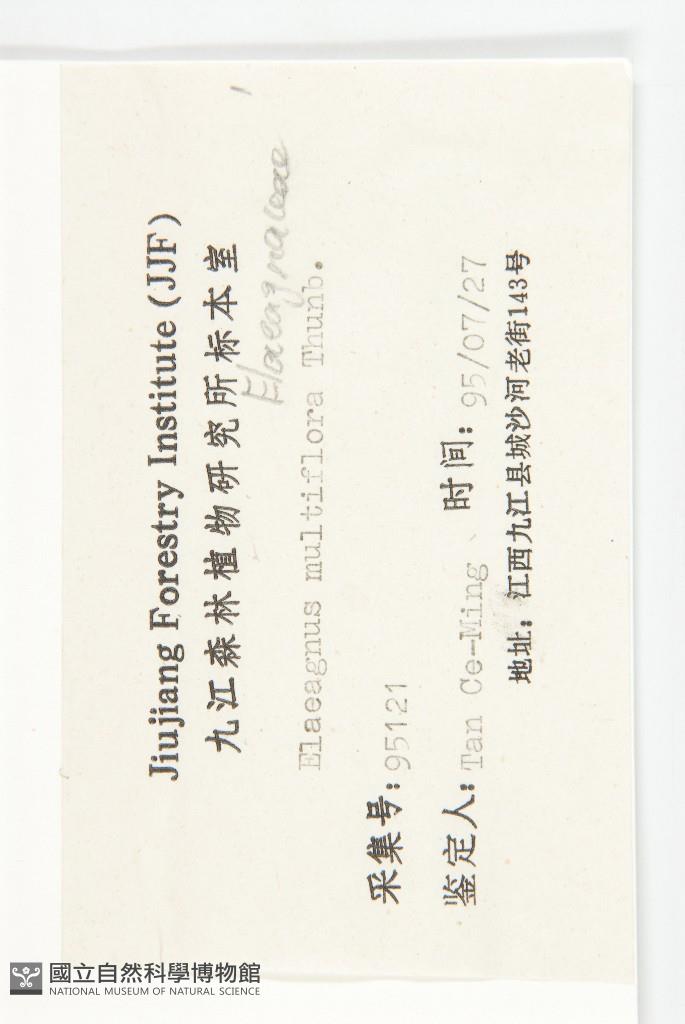 Jiujiang Forestry Institute (JJF)
九江森林植物研究所标本室
Elaeagnaceae
Elaeagnus multiflora Thunb.
采集号: 95121
鉴定人: Tan Ce-Ming 时间: 95/07/27
地址: 江西九江县城沙河老街143号
國立自然科學博物館
NATIONAL MUSEUM OF NATURAL SCIENCE